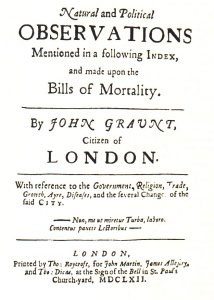 Natural and Political
OBSERVATIONS
Mentioned in a following INDEX,
and made upon the
Bills of Mortality.
By JOHN GRAUNT,
Citizen of
LONDON.
With reference to the Government, Religion, Trade,
Growth, Ayre, Diseases, and the several Changes of the
said CITY.
— Non, me ut miretur Turba, laboro.
Contentus paucis Lectoribus —
LONDON,
Printed by Tho: Roycroft, for John Martin, James Allestry,
and Tho: Dicas, at the Sign of the Bell in St. Paul's
Church-yard, MDCLXII.